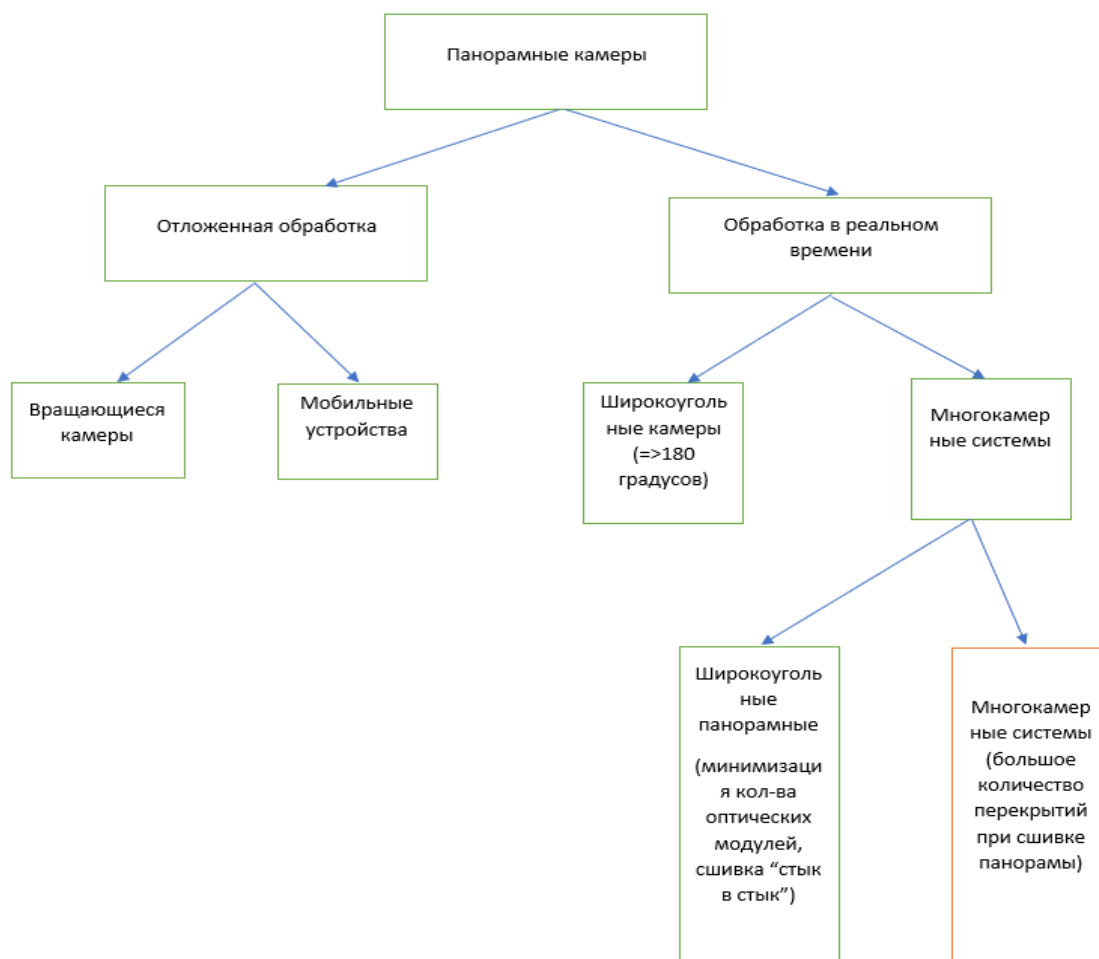 Панорамные камеры
Отложенная обработка
Обработка в реальном
времени
Вращающиеся
камеры
Мобильные
устройства
Широкоуголь
ные камеры
(=>180
градусов)
Многокамер
ные системы
Широкоуголь
ные
панорамные
(минимизаци
я кол-ва
оптических
модулей,
сшивка “стык
в стык”)
Многокамер
ные системы
(большое
количество
перекрытий
при сшивке
панорамы)